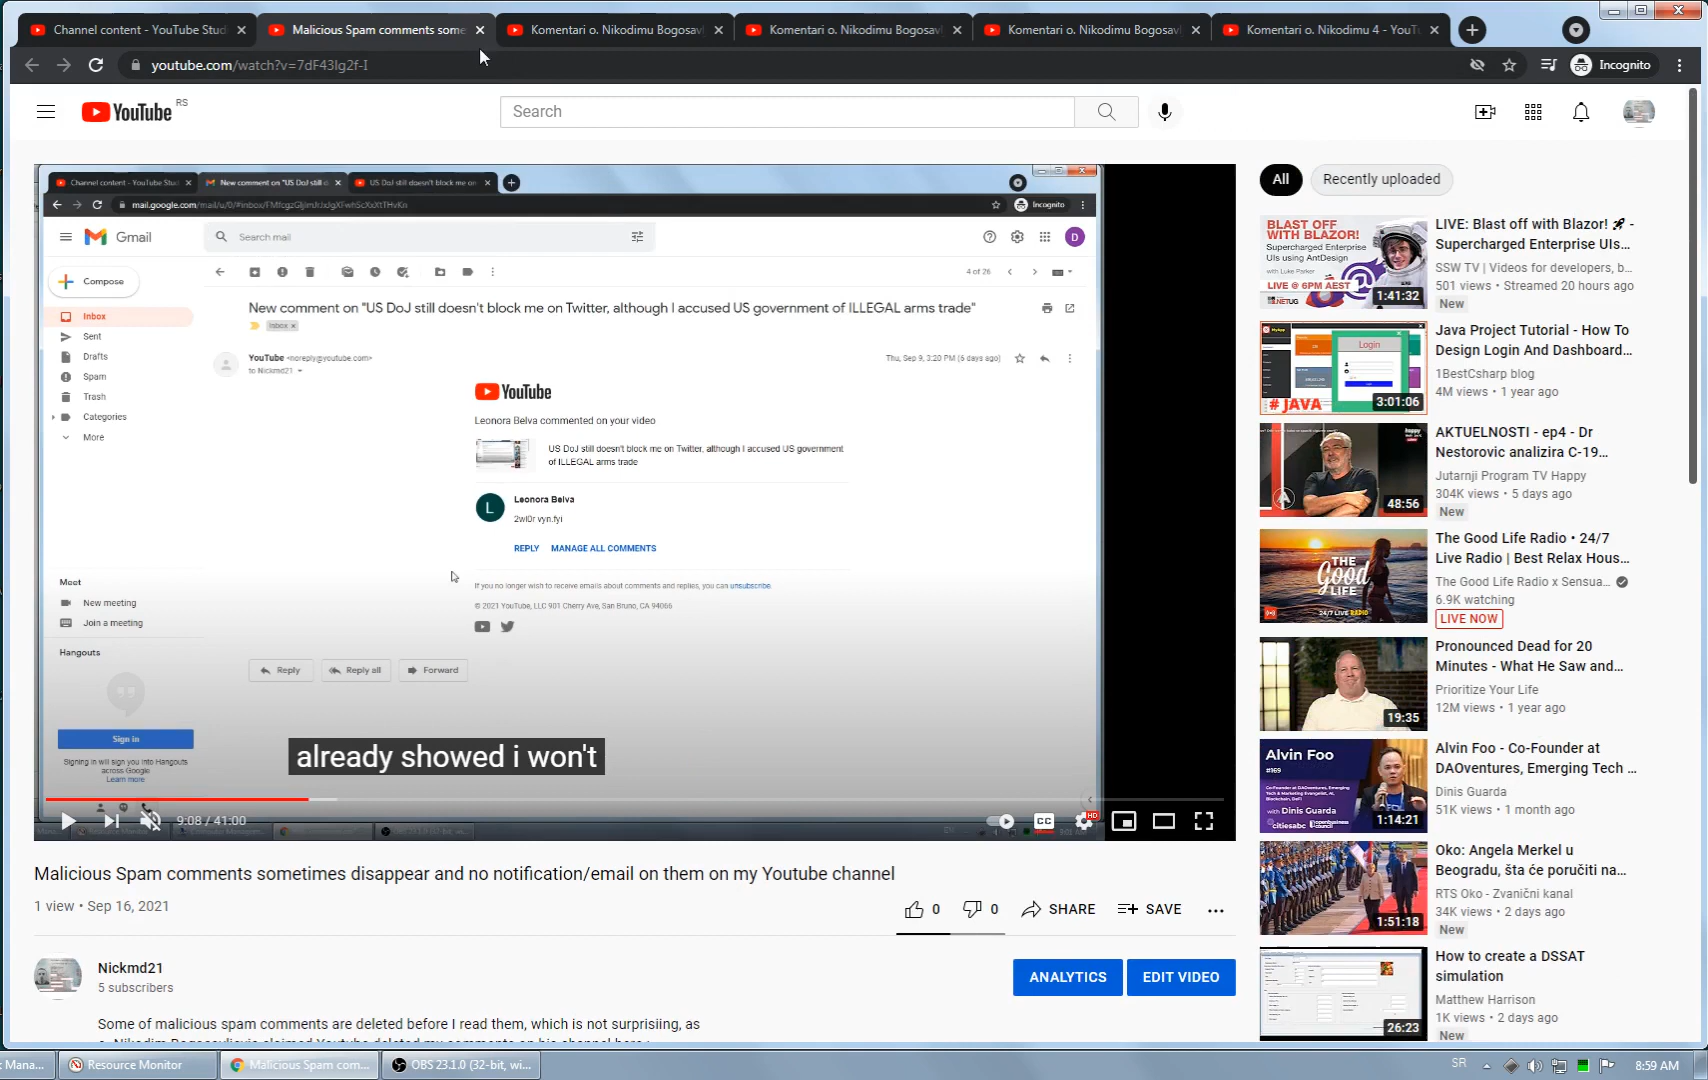 Channel content - YouTube Stud
Malicious Spam comments some
Komentari o. Nikodimu Bogosavl
Komentari o. Nikodimu Bogosavl
Komentari o. Nikodimu Bogosavl
Komentari o. Nikodimu 4 - YouT
youtube.com/watch?v=7dF43lg2f-I
Incognito
YouTube RS
Search
Channel content - YouTube Stud
New comment on "US DoJ still d
US DoJ still doesn't block me on
Incognito
Gmail
Search mail
D
Compose
4 of 26
Inbox
Sent
Drafts
Spam
Trash
Categories
More
New comment on "US DoJ still doesn't block me on Twitter, although I accused US government of ILLEGAL arms trade"
Inbox x
YouTube <noreply@youtube.com>
to Nickmd21
Thu, Sep 9, 3:20 PM (6 days ago)
YouTube
Leonora Belva commented on your video
US DoJ still doesn't block me on Twitter, although I accused US government
of ILLEGAL arms trade
L
Leonora Belva
2wl0r vyn.fyi
REPLY MANAGE ALL COMMENTS
If you no longer wish to receive emails about comments and replies, you can unsubscribe.
© 2021 YouTube, LLC 901 Cherry Ave, San Bruno, CA 94066
Meet
New meeting
Join a meeting
Hangouts
Reply
Reply all
Forward
Sign in
Signing in will sign you into Hangouts
across Google
Learn more
already showed i won't
9:08 / 41:00
CC
HD
Malicious Spam comments sometimes disappear and no notification/email on them on my Youtube channel
1 view • Sep 16, 2021
0
0
SHARE
SAVE
Nickmd21
5 subscribers
ANALYTICS
EDIT VIDEO
Some of malicious spam comments are deleted before I read them, which is not surprisiing, as
All
Recently uploaded
BLAST OFF
WITH BLAZOR!
Supercharged Enterprise
UIs using AntDesign
with Luke Parker
LIVE @ 6PM AEST
1:41:32
LIVE: Blast off with Blazor! 🚀 -
Supercharged Enterprise UIs...
SSW TV | Videos for developers, b...
501 views • Streamed 20 hours ago
New
Login
# JAVA
3:01:06
Java Project Tutorial - How To
Design Login And Dashboard...
1BestCsharp blog
4M views • 1 year ago
48:56
AKTUELNOSTI - ep4 - Dr
Nestorovic analizira C-19...
Jutarnji Program TV Happy
304K views • 5 days ago
New
THE
GOOD
LIFE
24/7 LIVE RADIO
The Good Life Radio • 24/7
Live Radio | Best Relax Hous...
The Good Life Radio x Sensua...
6.9K watching
LIVE NOW
19:35
Pronounced Dead for 20
Minutes - What He Saw and...
Prioritize Your Life
12M views • 1 year ago
Alvin Foo
#169
with Dinis Guarda
citiesabc
1:14:21
Alvin Foo - Co-Founder at
DAOventures, Emerging Tech ...
Dinis Guarda
51K views • 1 month ago
1:51:18
Oko: Angela Merkel u
Beogradu, šta će poručiti na...
RTS Oko - Zvanični kanal
34K views • 2 days ago
New
26:23
How to create a DSSAT
simulation
Matthew Harrison
1K views • 2 days ago
New
t Mana...
Resource Monitor
Malicious Spam com...
OBS 23.1.0 (32-bit, wi...
SR
8:59 AM